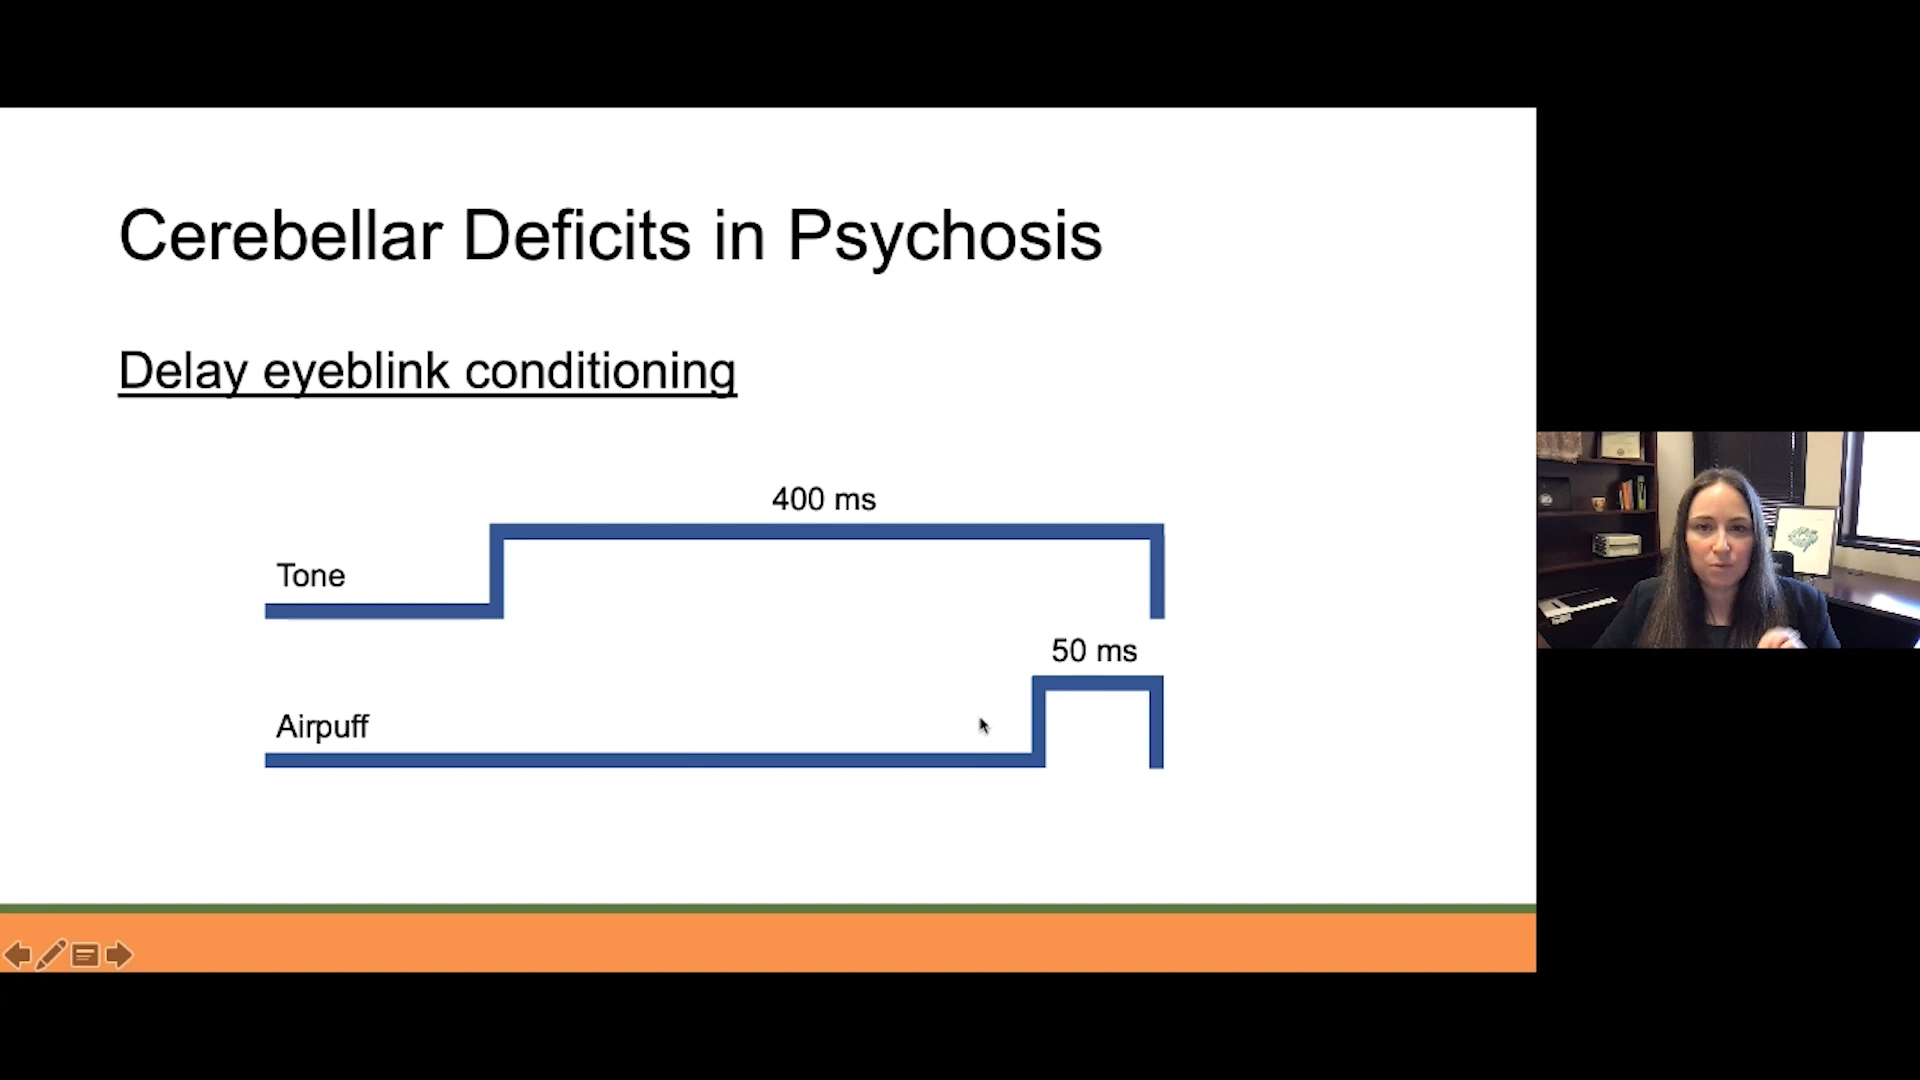 Cerebellar Deficits in Psychosis
Delay eyeblink conditioning
400 ms
Tone
50 ms
Airpuff